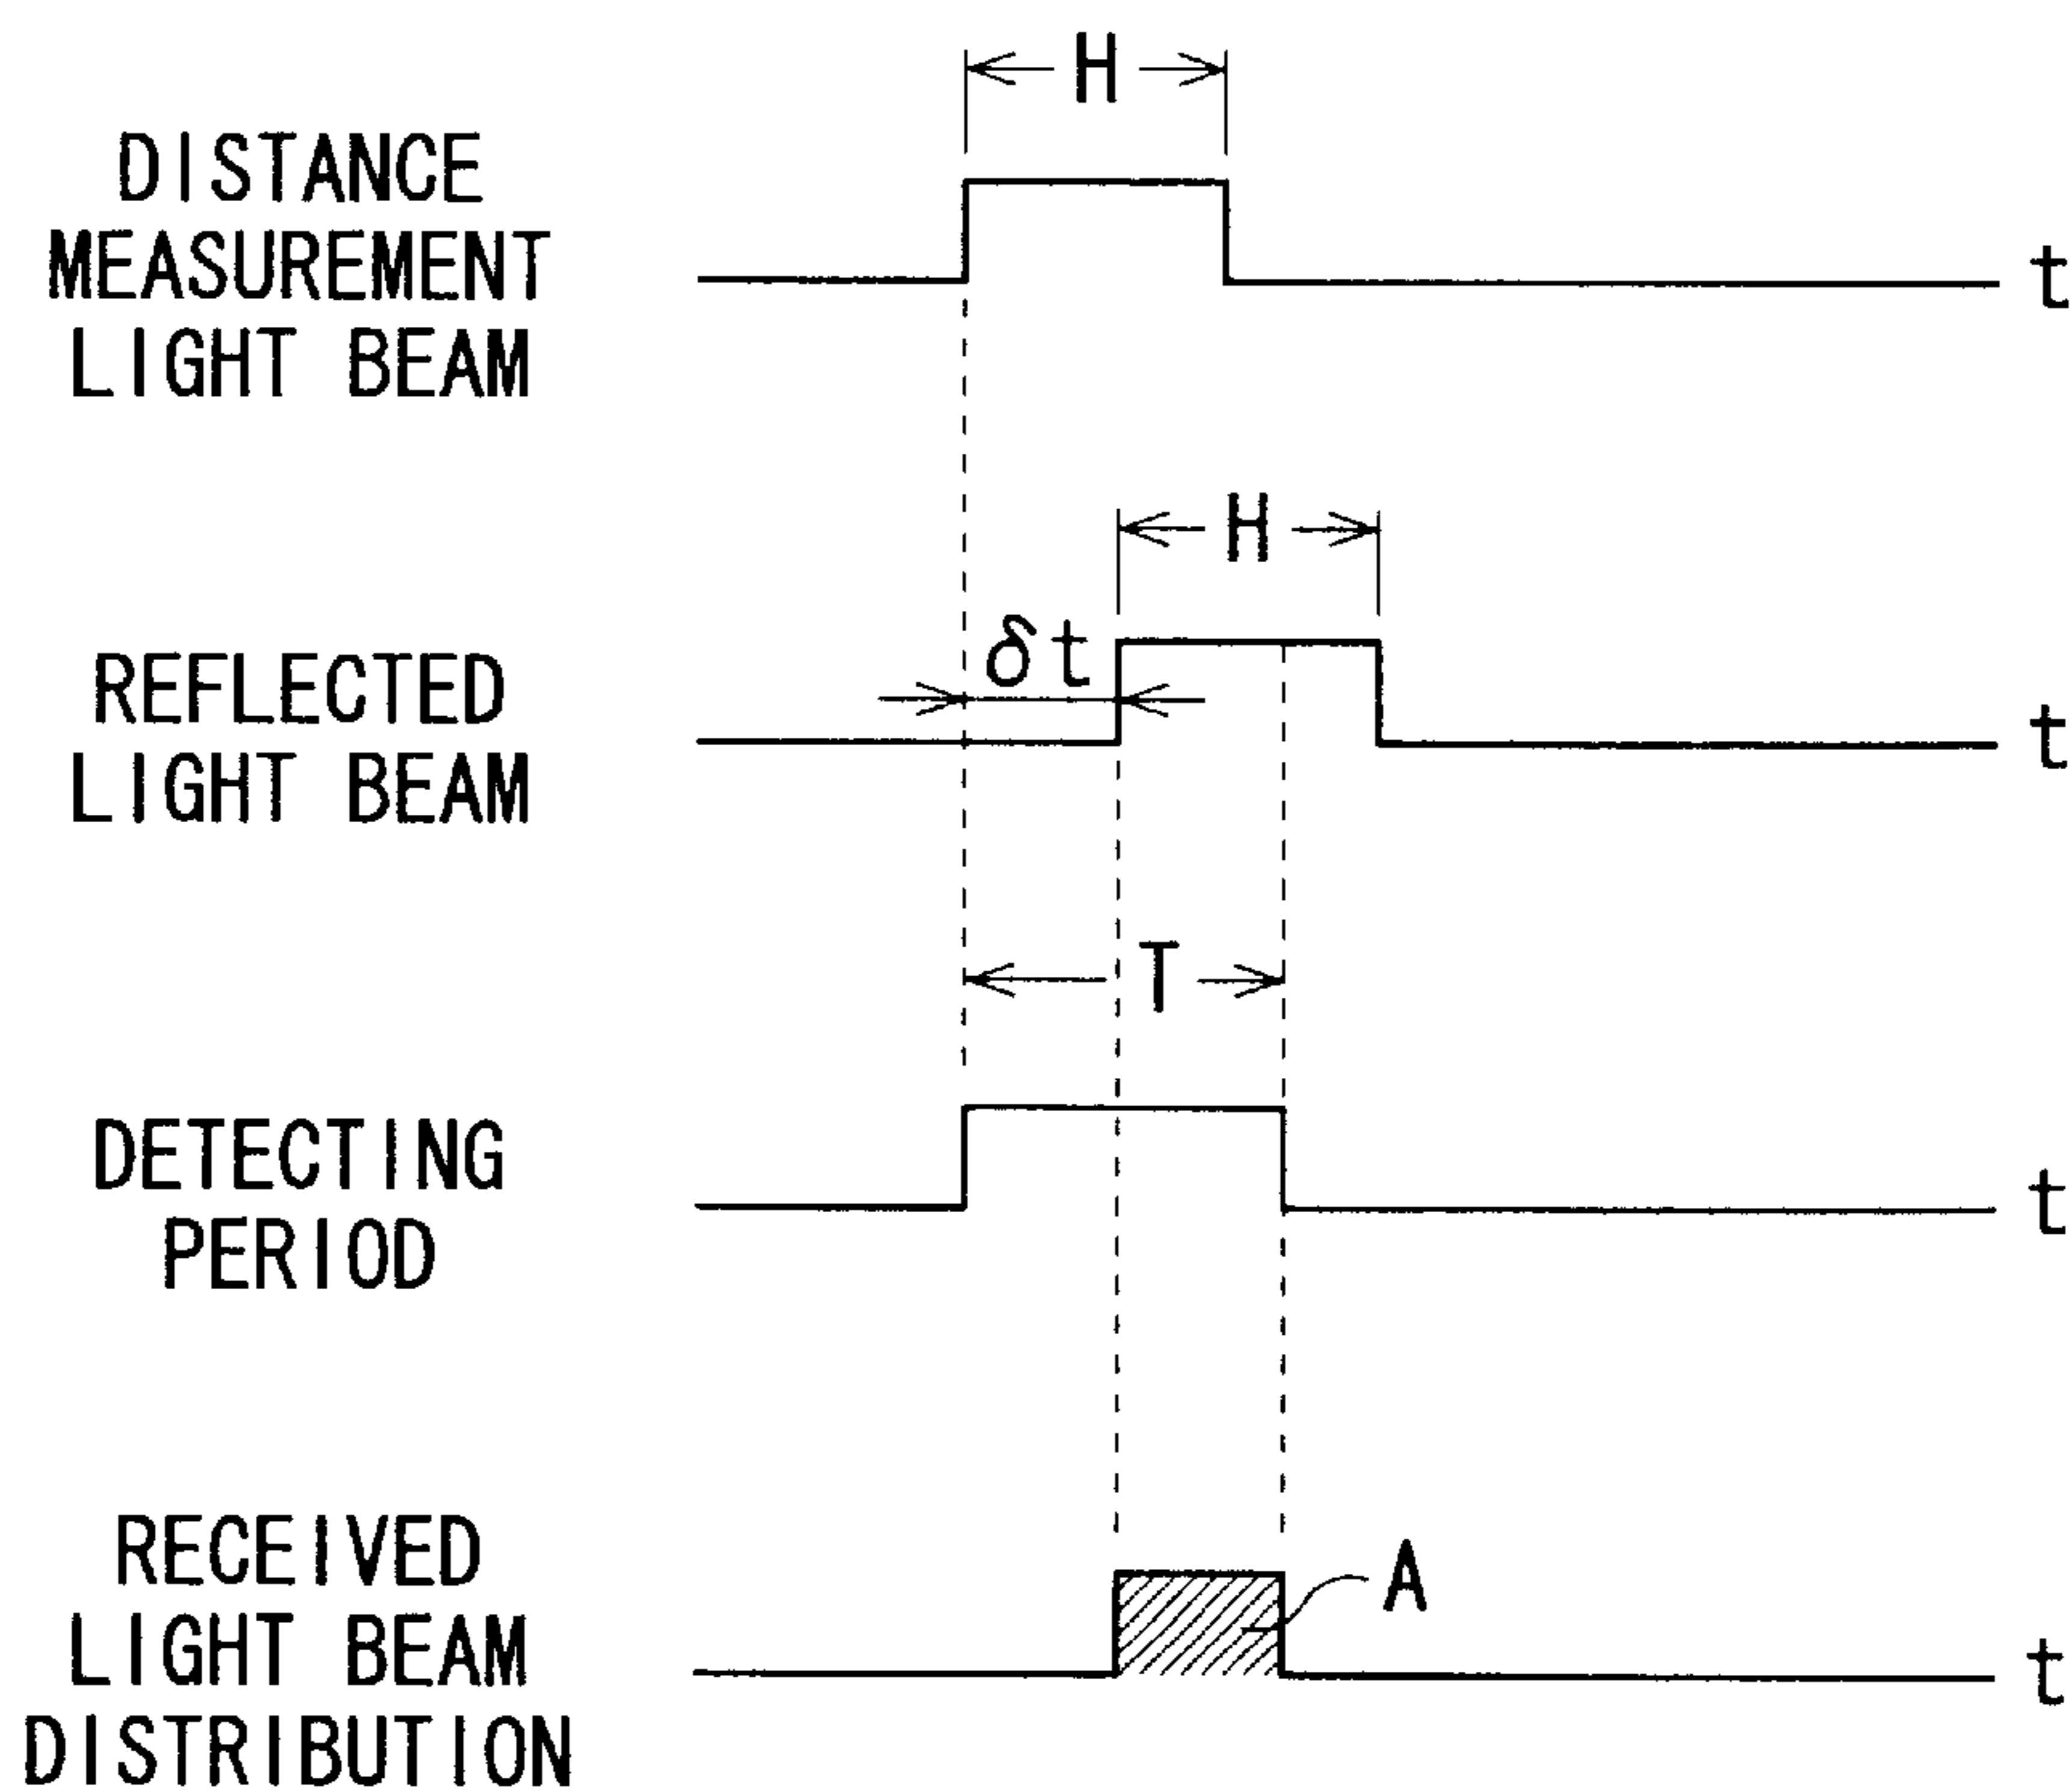 H
DISTANCE
MEASUREMENT
LIGHT BEAM
t
H
δt
REFLECTED
LIGHT BEAM
t
T
DETECTING
PERIOD
t
RECEIVED
LIGHT BEAM
DISTRIBUTION
A
t